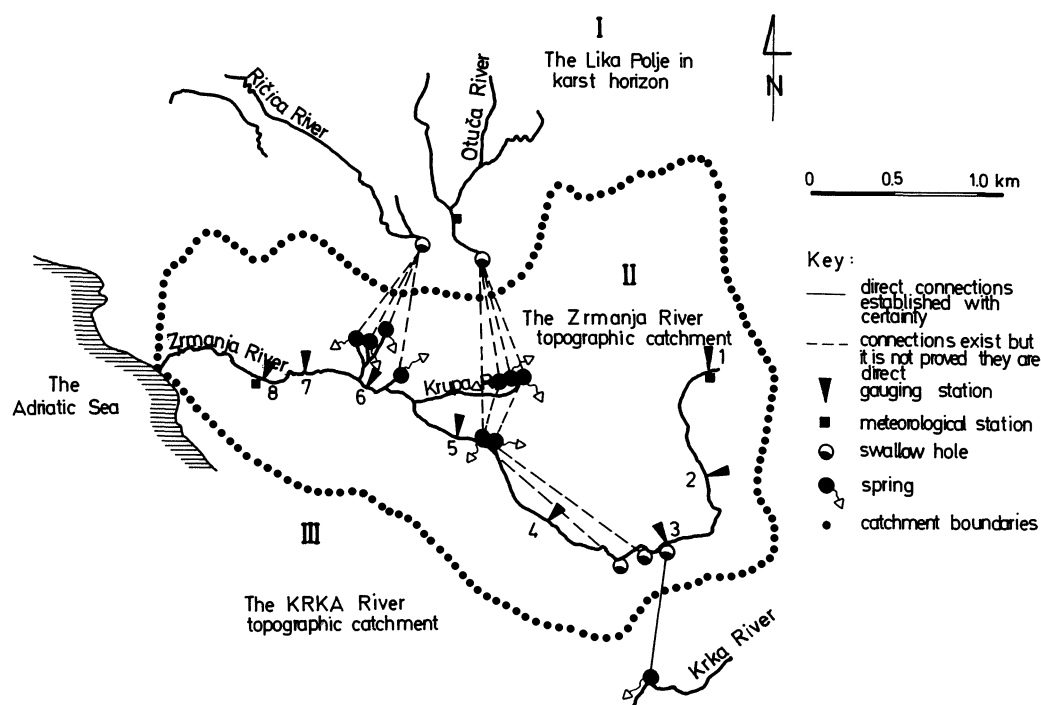 I
The Lika Polje in
karst horizon
Ričica River
Otuča River
N
0 0.5 1.0 km
II
The Zrmanja River
topographic catchment
Key:
direct connections
established with
certainty
connections exist but
it is not proved they are
direct
gauging station
meteorological station
swallow hole
spring
catchment boundaries
Zrmanja River
Krupa
The
Adriatic Sea
1
2
3
4
5
6
7
8
III
The KRKA River
topographic catchment
Krka River